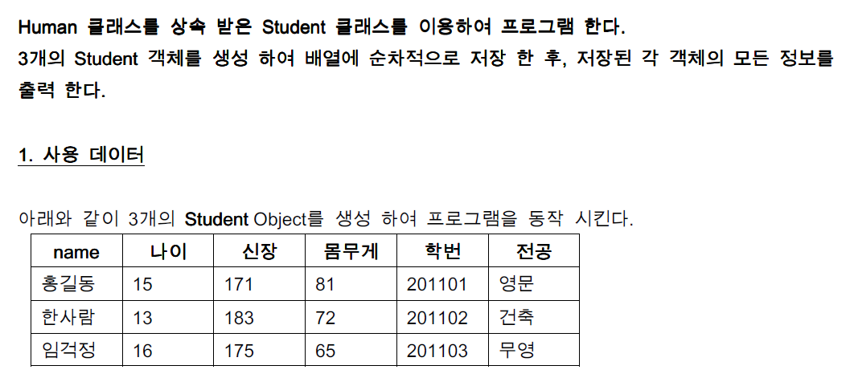 Human 클래스를 상속 받은 Student 클래스를 이용하여 프로그램 한다.
3개의 Student 객체를 생성 하여 배열에 순차적으로 저장 한 후, 저장된 각 객체의 모든 정보를
출력 한다.
1. 사용 데이터
아래와 같이 3개의 Student Object를 생성 하여 프로그램을 동작 시킨다.
name 나이 신장 몸무게 학번 전공
홍길동 15 171 81 201101 영문
한사람 13 183 72 201102 건축
임걱정 16 175 65 201103 무영